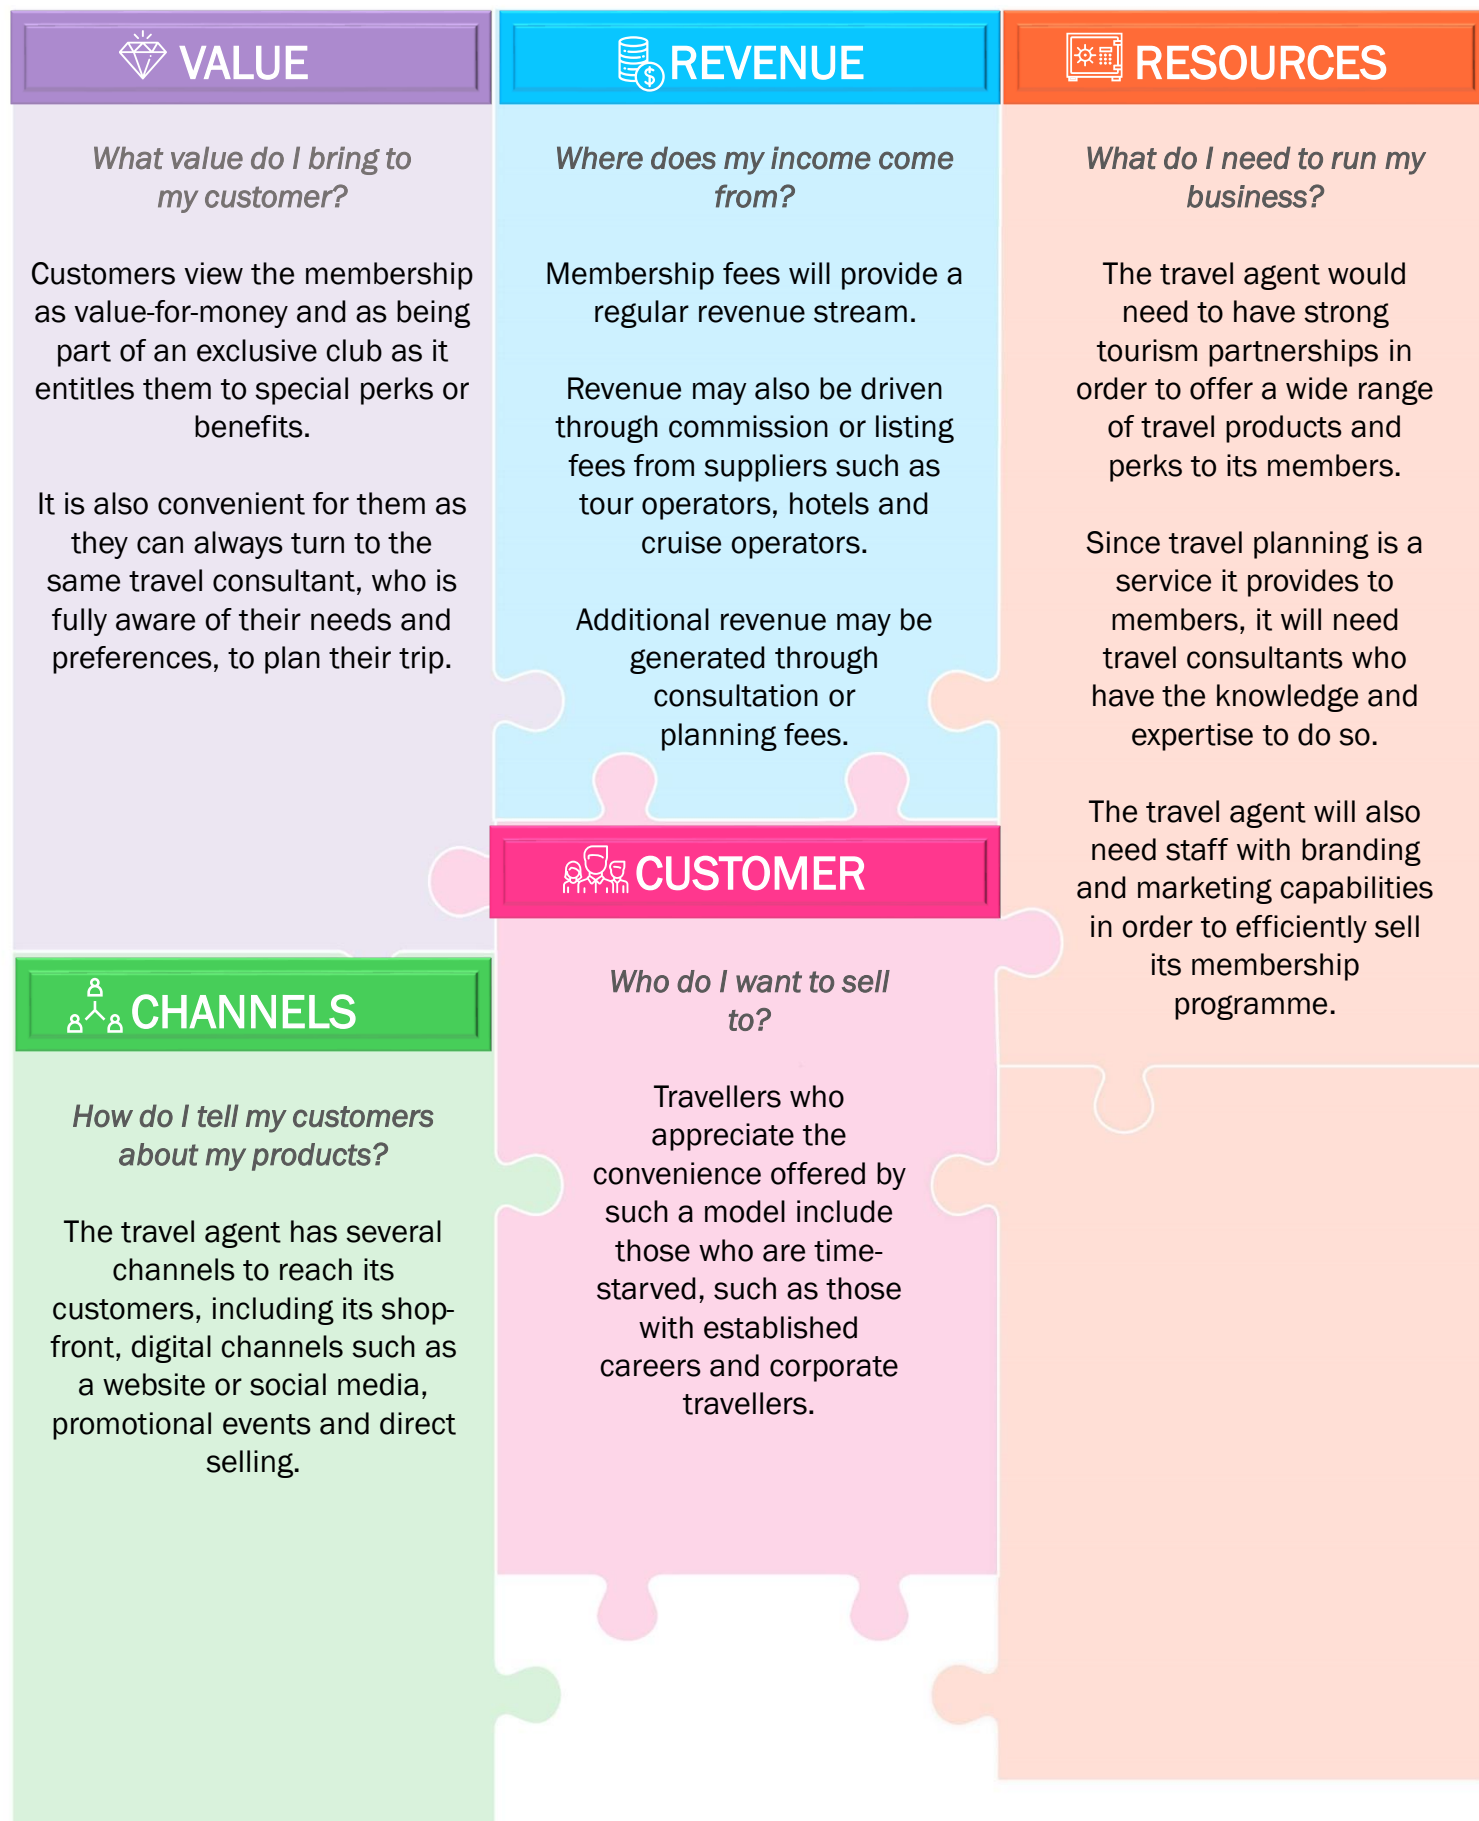 VALUE
What value do I bring to
my customer?
Customers view the membership
as value-for-money and as being
part of an exclusive club as it
entitles them to special perks or
benefits.
It is also convenient for them as
they can always turn to the
same travel consultant, who is
fully aware of their needs and
preferences, to plan their trip.
REVENUE
Where does my income come
from?
Membership fees will provide a
regular revenue stream.
Revenue may also be driven
through commission or listing
fees from suppliers such as
tour operators, hotels and
cruise operators.
Additional revenue may be
generated through
consultation or
planning fees.
RESOURCES
What do I need to run my
business?
The travel agent would
need to have strong
tourism partnerships in
order to offer a wide range
of travel products and
perks to its members.
Since travel planning is a
service it provides to
members, it will need
travel consultants who
have the knowledge and
expertise to do so.
The travel agent will also
need staff with branding
and marketing capabilities
in order to efficiently sell
its membership
programme.
CHANNELS
How do I tell my customers
about my products?
The travel agent has several
channels to reach its
customers, including its shop-
front, digital channels such as
a website or social media,
promotional events and direct
selling.
CUSTOMER
Who do I want to sell
to?
Travellers who
appreciate the
convenience offered by
such a model include
those who are time-
starved, such as those
with established
careers and corporate
travellers.